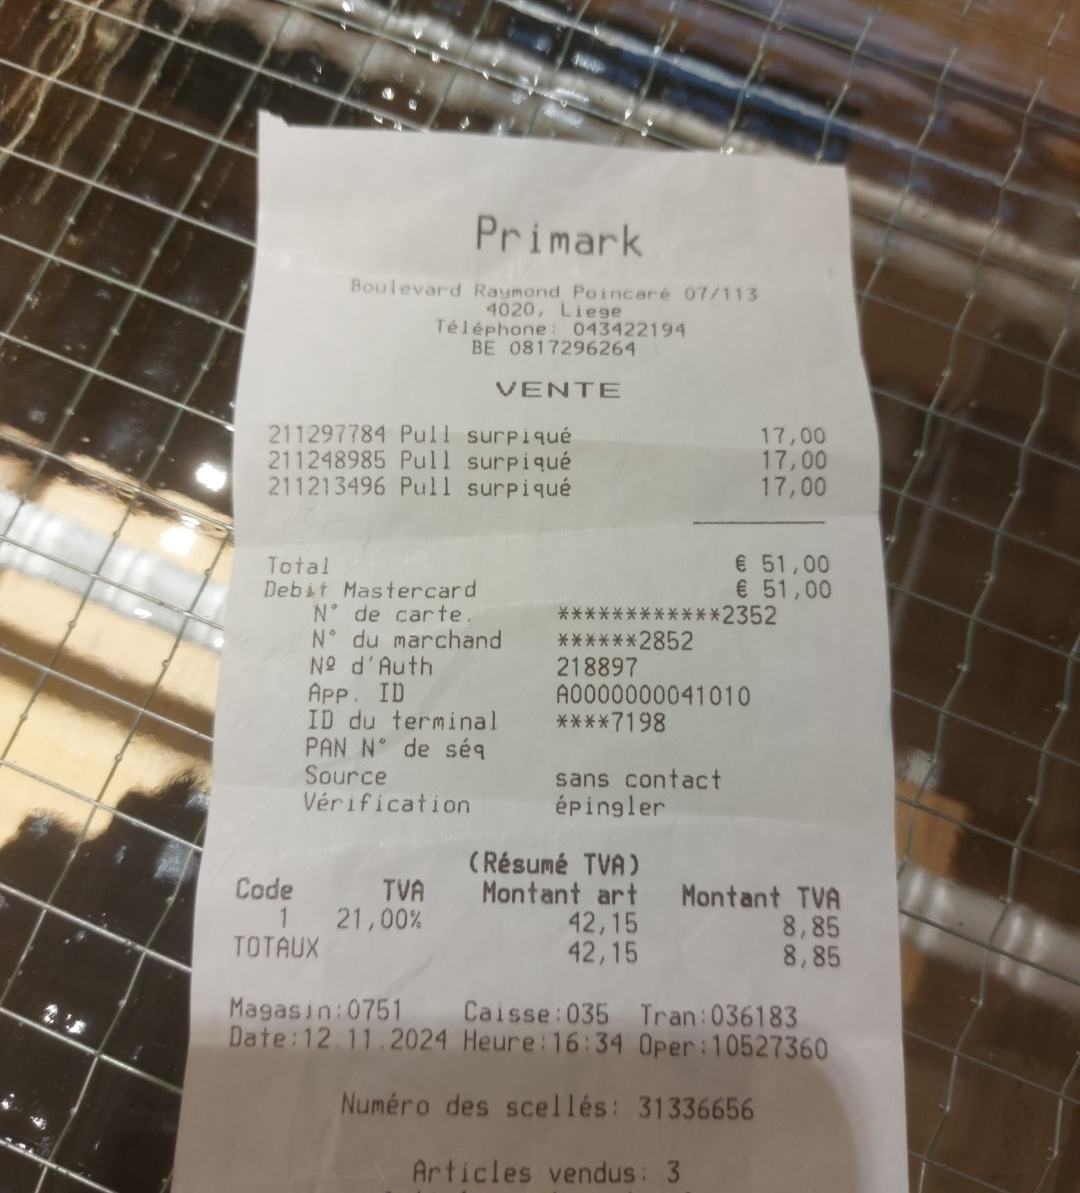 Primark
Boulevard Raymond Poincaré 07/113
4020, Liege
Téléphone: 043422194
BE 0817296264
VENTE
211297784 Pull surpiqué 17,00
211248985 Pull surpiqué 17,00
211213496 Pull surpiqué 17,00
Total € 51,00
Debit Mastercard € 51,00
N° de carte ************2352
N° du marchand ******2852
Nº d'Auth 218897
App. ID A0000000041010
ID du terminal ****7198
PAN N° de séq
Source sans contact
Vérification épingler
(Résumé TVA)
Code TVA Montant art Montant TVA
1 21,00% 42,15 8,85
TOTAUX 42,15 8,85
Magasin:0751 Caisse:035 Tran:036183
Date:12.11.2024 Heure:16:34 Oper:10527360
Numéro des scellés: 31336656
Articles vendus: 3